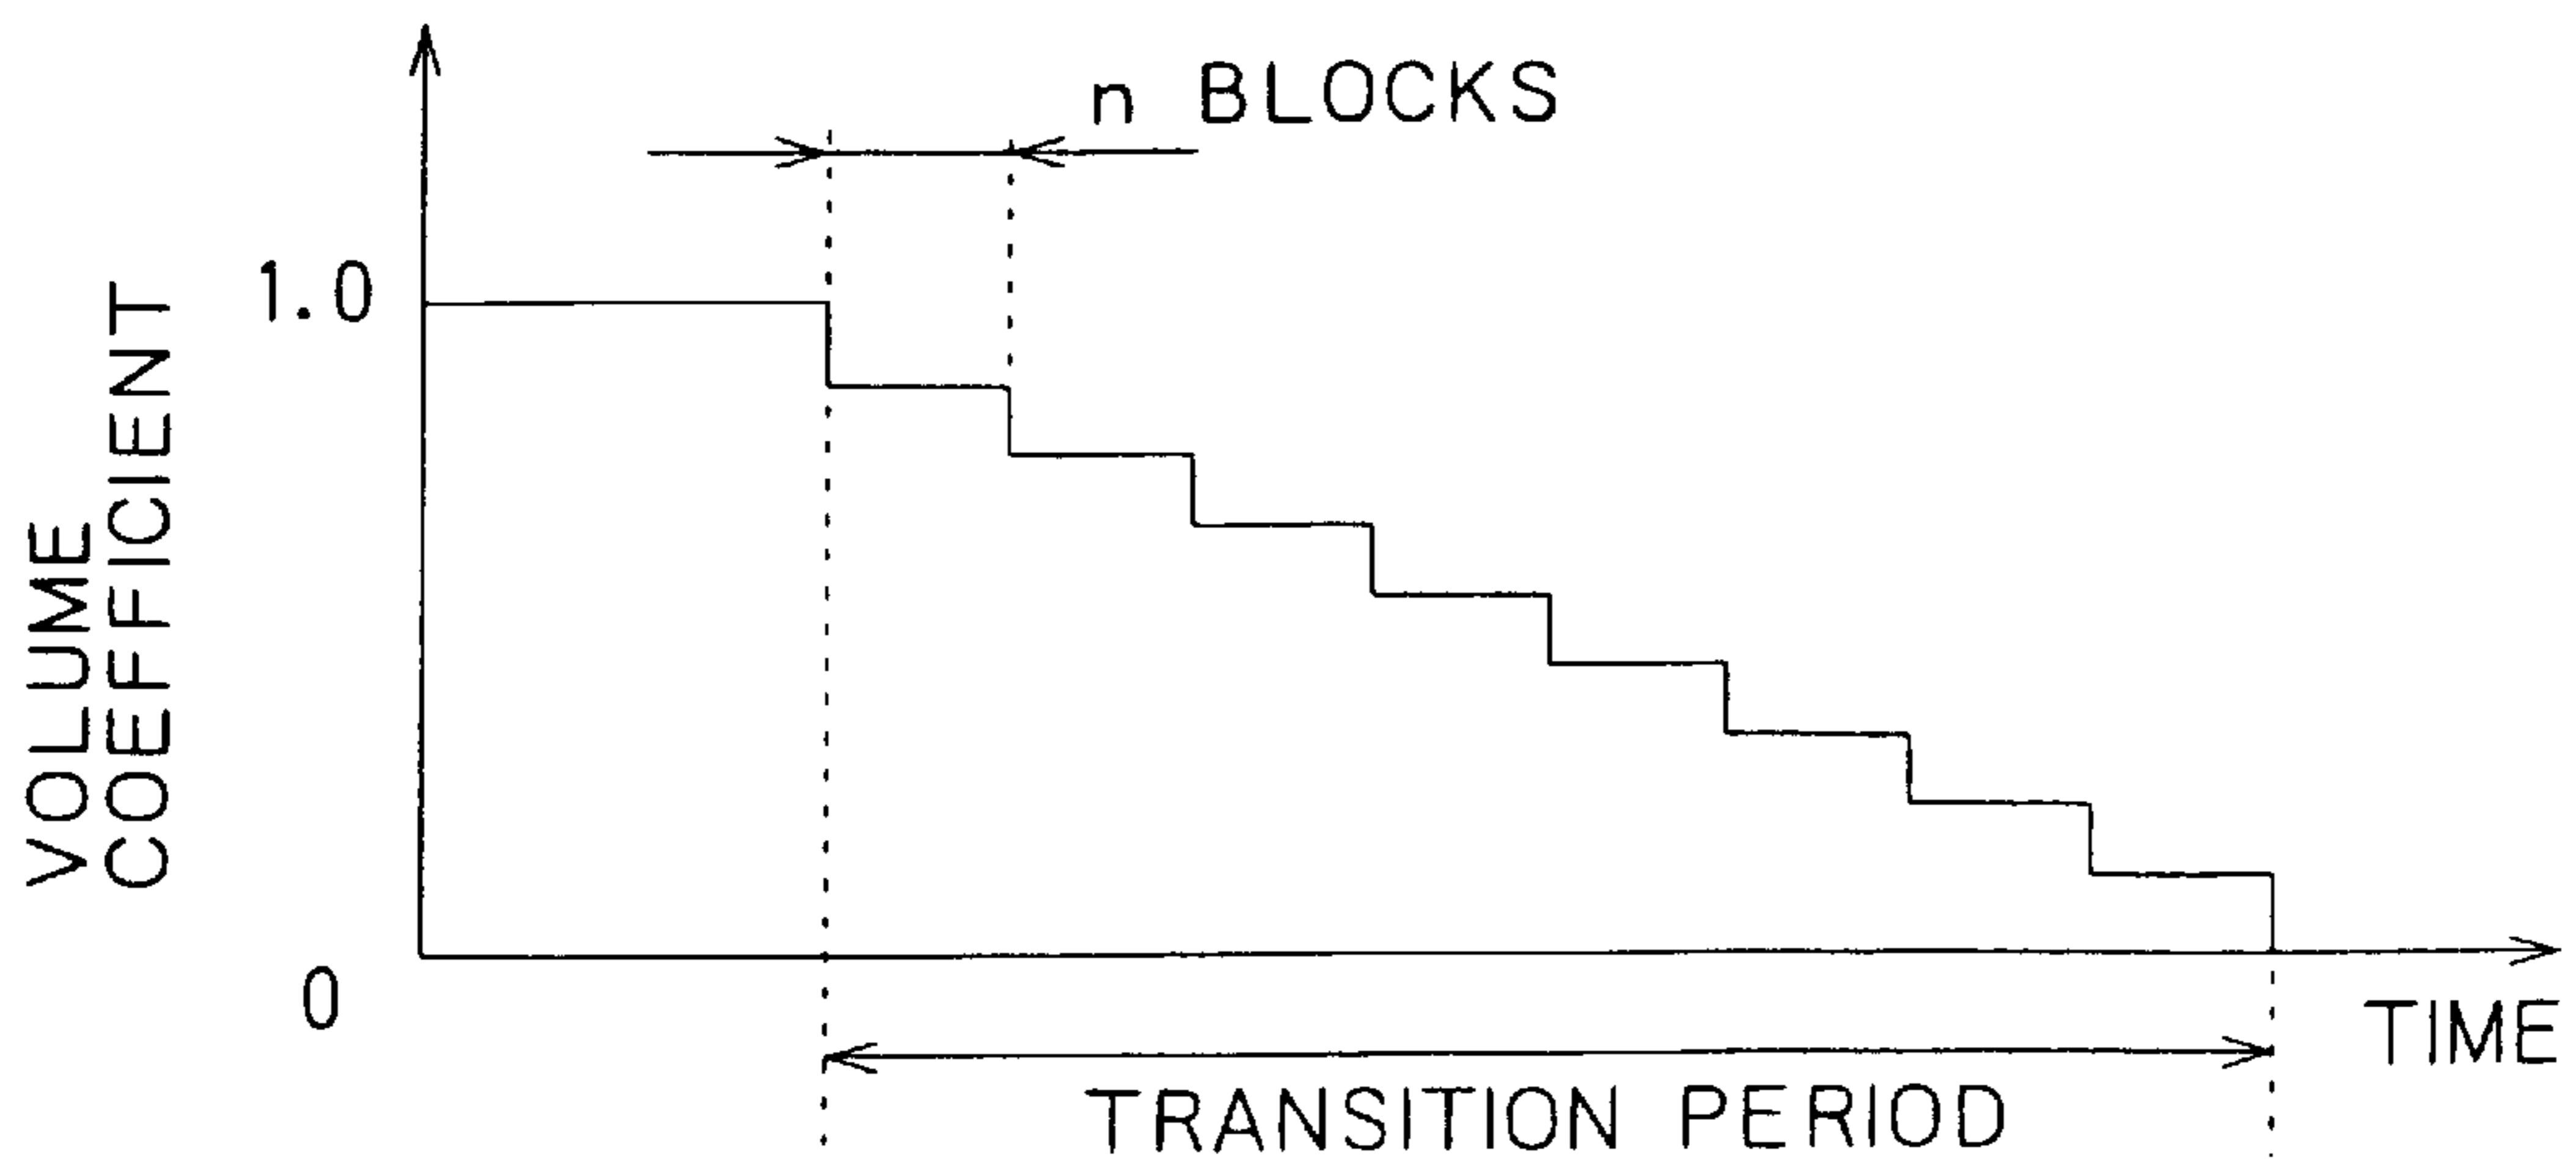 n BLOCKS
1.0
VOLUME
COEFFICIENT
0
TIME
TRANSITION PERIOD